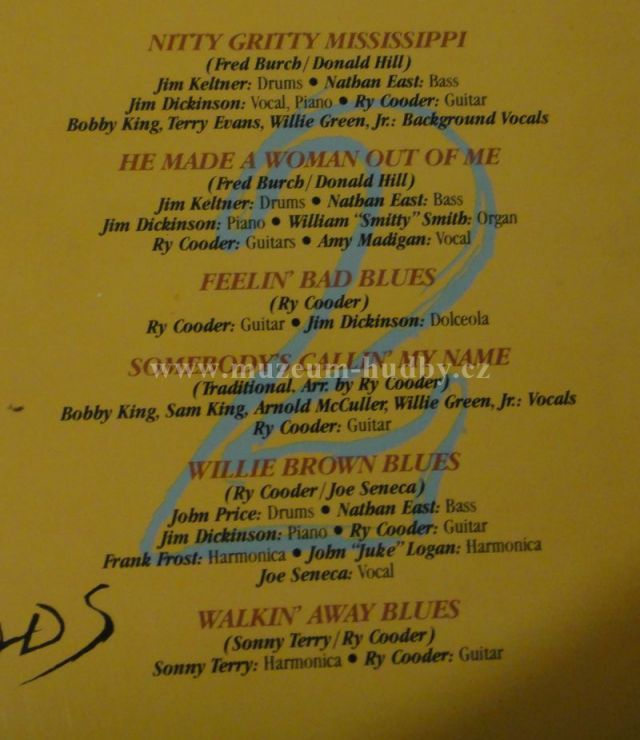 NITTY GRITTY MISSISSIPPI
(Fred Burch/Donald Hill)
Jim Keltner: Drums • Nathan East: Bass
Jim Dickinson: Vocal, Piano • Ry Cooder: Guitar
Bobby King, Terry Evans, Willie Green, Jr.: Background Vocals
HE MADE A WOMAN OUT OF ME
(Fred Burch/Donald Hill)
Jim Keltner: Drums • Nathan East: Bass
Jim Dickinson: Piano • William "Smitty" Smith: Organ
Ry Cooder: Guitars • Amy Madigan: Vocal
FEELIN' BAD BLUES
(Ry Cooder)
Ry Cooder: Guitar • Jim Dickinson: Dolceola
SOMEBODY'S CALLIN' MY NAME
www.muzeum-hudby.cz
(Traditional. Arr. by Ry Cooder)
Bobby King, Sam King, Arnold McCuller, Willie Green, Jr.: Vocals
Ry Cooder: Guitar
WILLIE BROWN BLUES
(Ry Cooder/Joe Seneca)
John Price: Drums • Nathan East: Bass
Jim Dickinson: Piano • Ry Cooder: Guitar
Frank Frost: Harmonica • John "Juke" Logan: Harmonica
Joe Seneca: Vocal
WALKIN' AWAY BLUES
(Sonny Terry/Ry Cooder)
Sonny Terry: Harmonica • Ry Cooder: Guitar
2
LDS